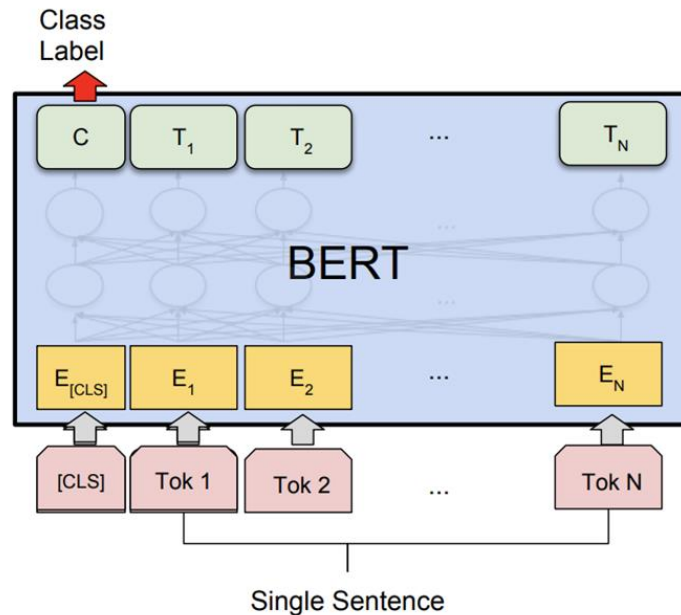 Class
Label
C T1 T2 ... TN
...
BERT
...
E[CLS] E1 E2 ... EN
[CLS] Tok 1 Tok 2 ... Tok N
Single Sentence